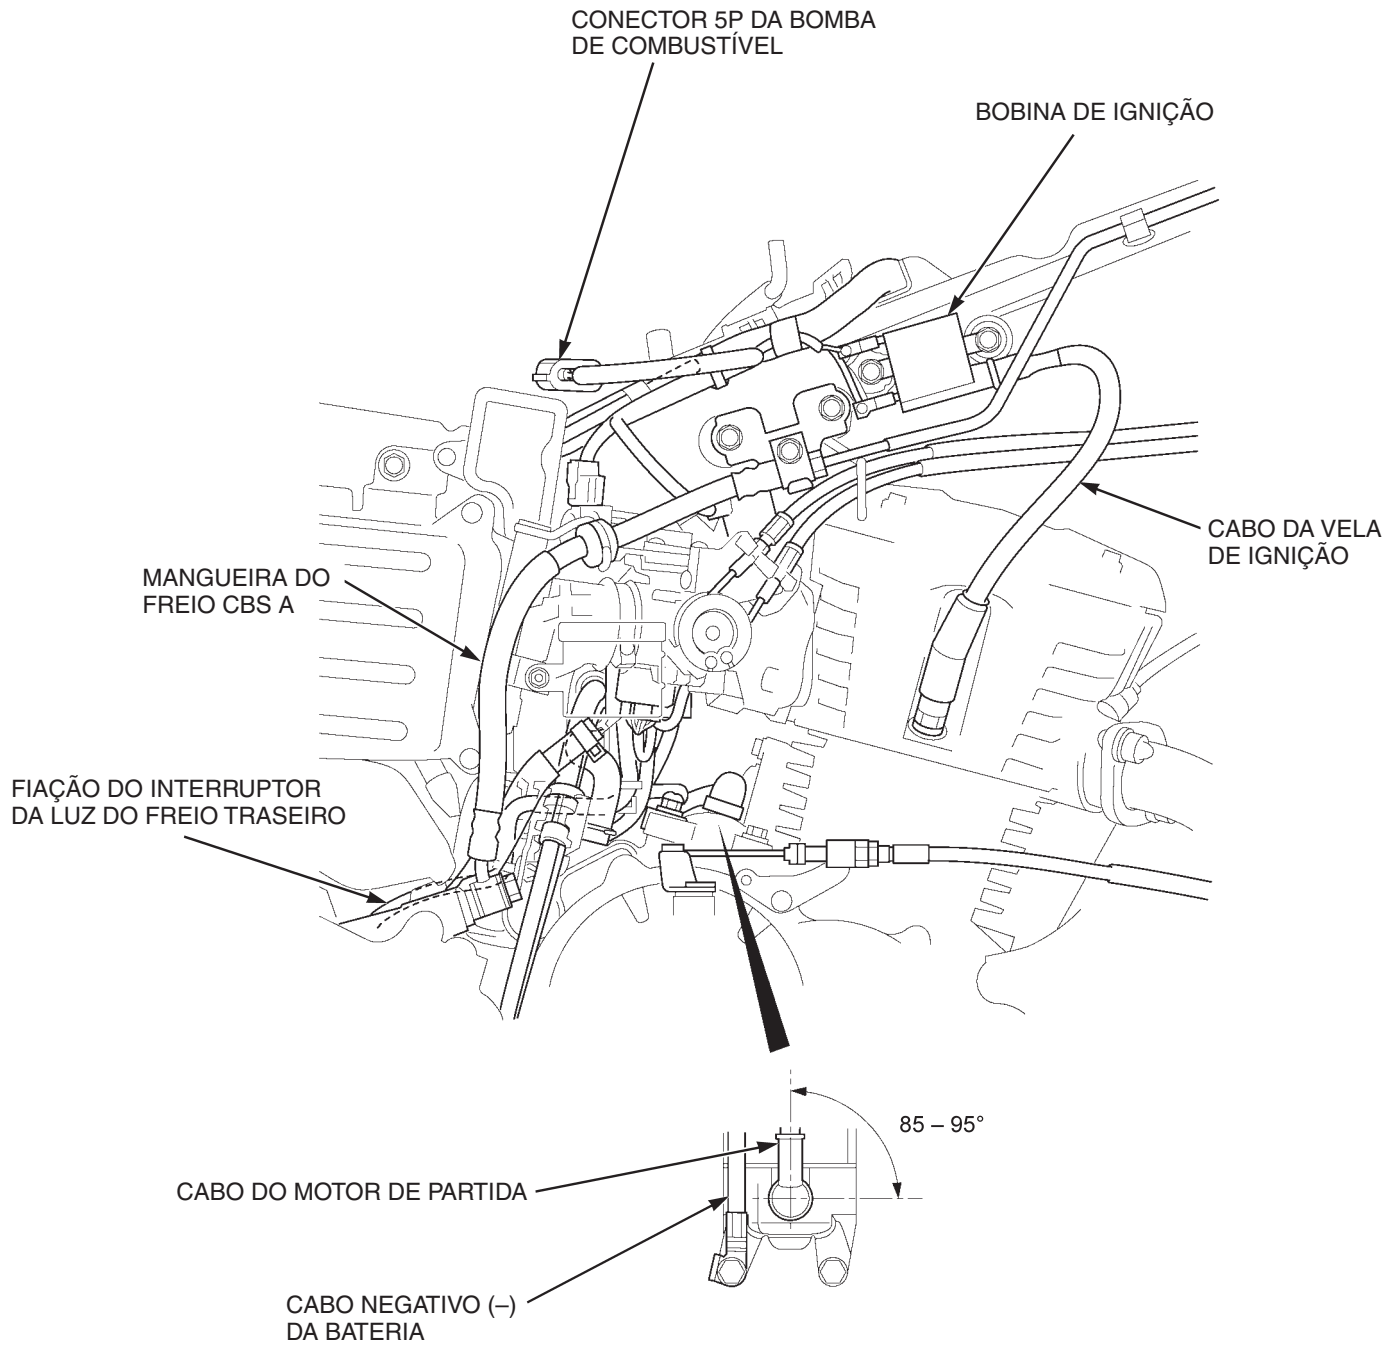 CONECTOR 5P DA BOMBA
DE COMBUSTÍVEL
BOBINA DE IGNIÇÃO
CABO DA VELA
DE IGNIÇÃO
MANGUEIRA DO
FREIO CBS A
FIAÇÃO DO INTERRUPTOR
DA LUZ DO FREIO TRASEIRO
85 – 95°
CABO DO MOTOR DE PARTIDA
CABO NEGATIVO (–)
DA BATERIA